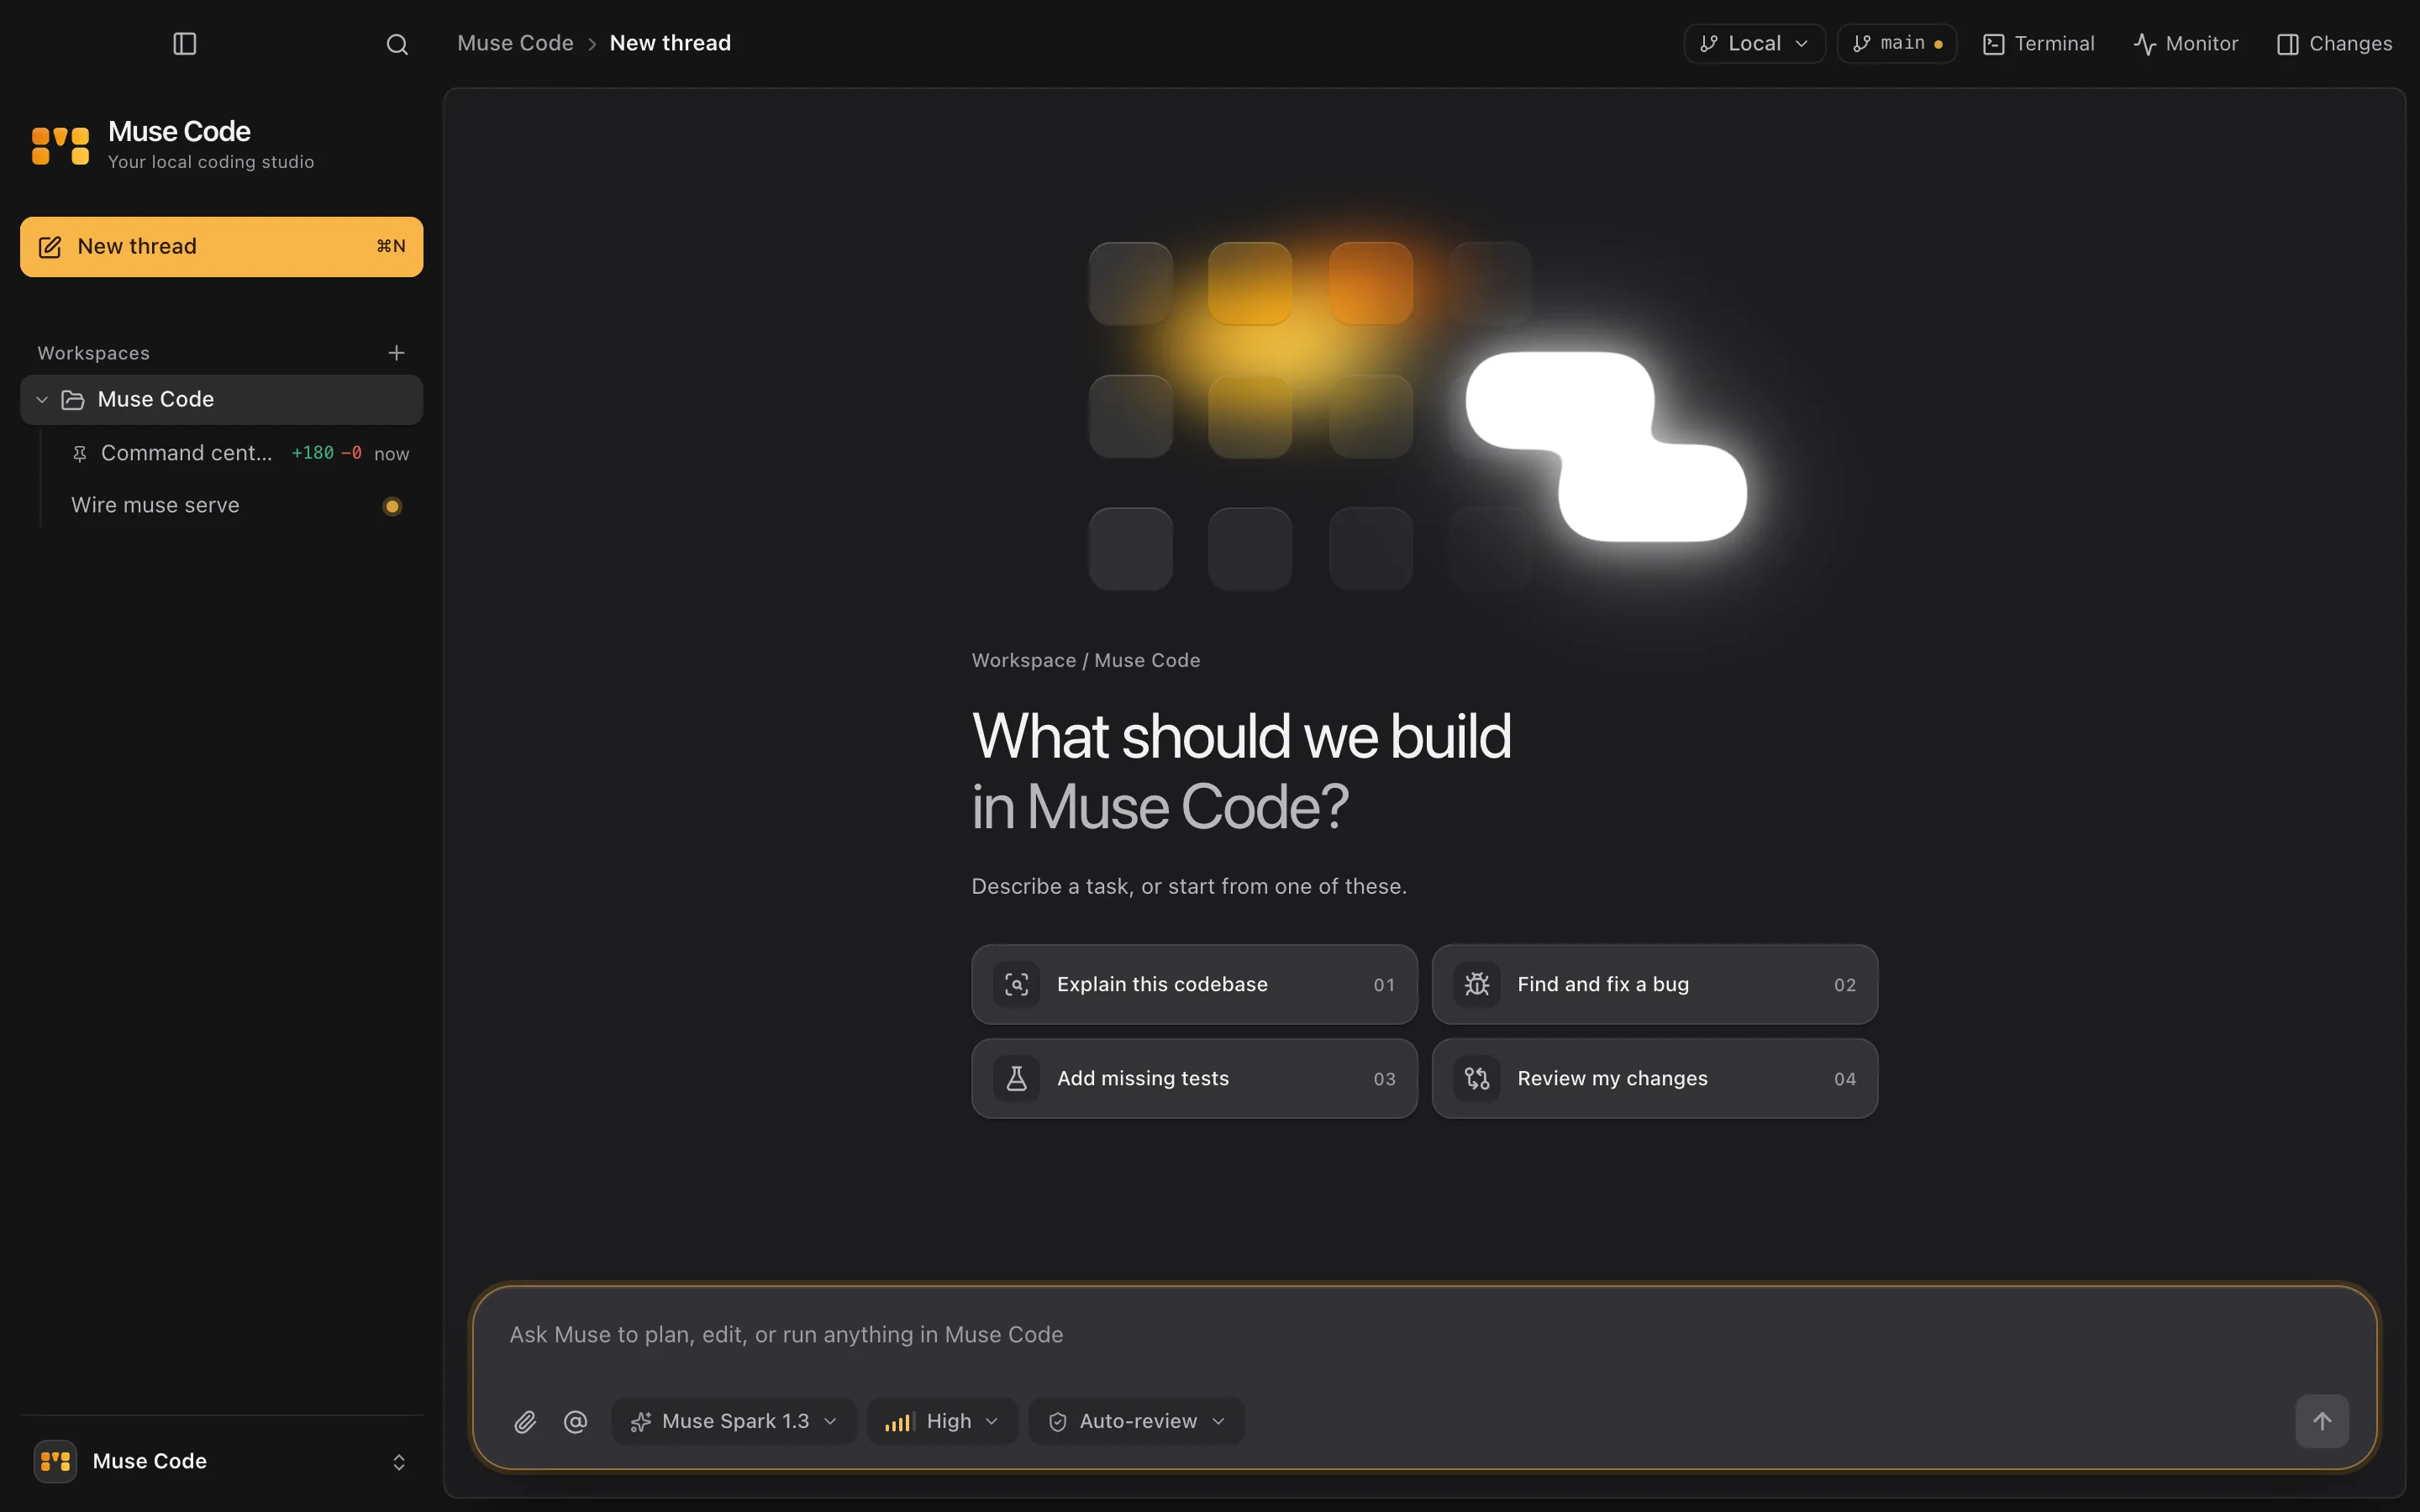 Muse Code > New thread
Local
main
Terminal
Monitor
Changes
Muse Code
Your local coding studio
New thread ⌘N
Workspaces
Muse Code
Command cent... +180 −0 now
Wire muse serve
Muse Code
Workspace / Muse Code
What should we build
in Muse Code?
Describe a task, or start from one of these.
Explain this codebase 01
Find and fix a bug 02
Add missing tests 03
Review my changes 04
Ask Muse to plan, edit, or run anything in Muse Code
Muse Spark 1.3
High
Auto-review